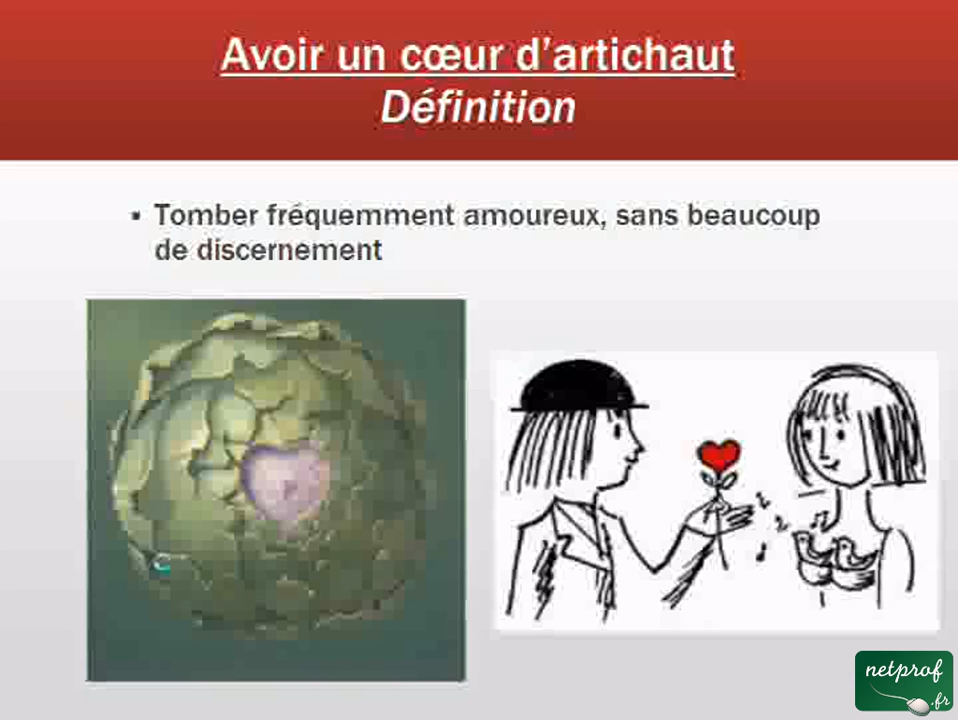 Avoir un cœur d'artichaut
Définition
▪ Tomber fréquemment amoureux, sans beaucoup
de discernement
netprof
.fr